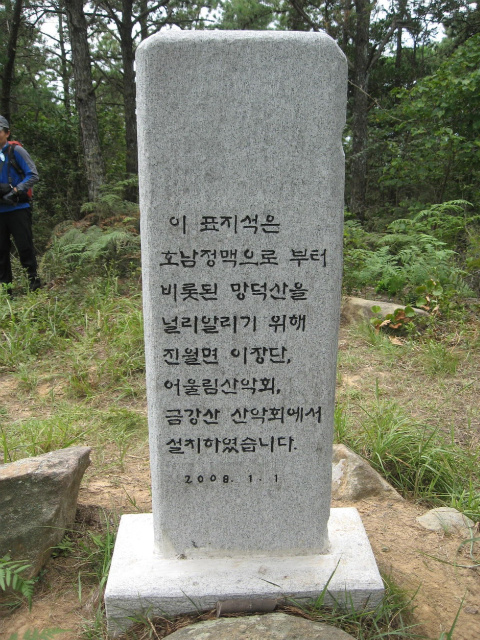 이 표지석은
호남정맥으로 부터
비롯된 망덕산을
널리알리기 위해
진월면 이장단,
어울림산악회,
금강산 산악회에서
설치하였습니다.
2008. 1. 1